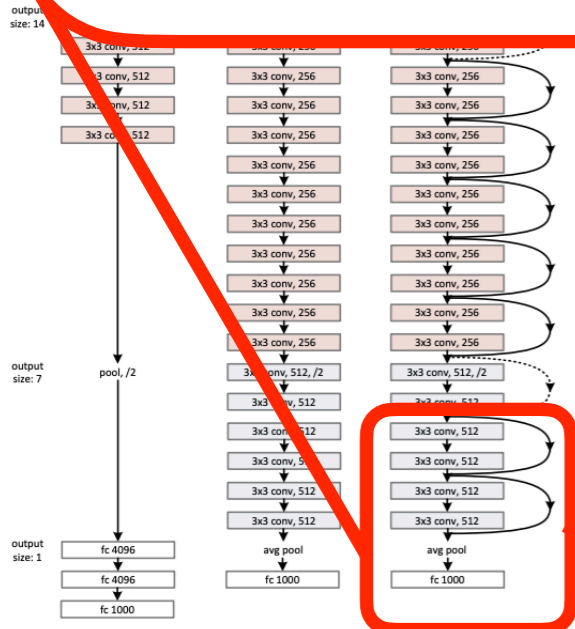 output
size: 14
output
size: 7
output
size: 1
3x3 conv, 512
3x3 conv, 512
3x3 conv, 512
3x3 conv, 512
pool, /2
fc 4096
fc 4096
fc 1000
3x3 conv, 256
3x3 conv, 256
3x3 conv, 256
3x3 conv, 256
3x3 conv, 256
3x3 conv, 256
3x3 conv, 256
3x3 conv, 256
3x3 conv, 256
3x3 conv, 256
3x3 conv, 512, /2
3x3 conv, 512
3x3 conv, 512
3x3 conv, 512
3x3 conv, 512
3x3 conv, 512
avg pool
fc 1000
3x3 conv, 256
3x3 conv, 256
3x3 conv, 256
3x3 conv, 256
3x3 conv, 256
3x3 conv, 256
3x3 conv, 256
3x3 conv, 256
3x3 conv, 256
3x3 conv, 256
3x3 conv, 512, /2
3x3 conv, 512
3x3 conv, 512
3x3 conv, 512
3x3 conv, 512
3x3 conv, 512
avg pool
fc 1000